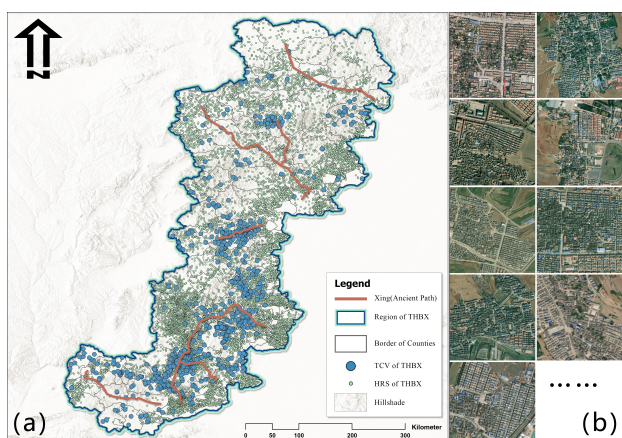 N
Legend
Xing(Ancient Path)
Region of THBX
Border of Counties
TCV of THBX
HRS of THBX
Hillshade
Kilometer
0 50 100 200 300
(a)
……
(b)